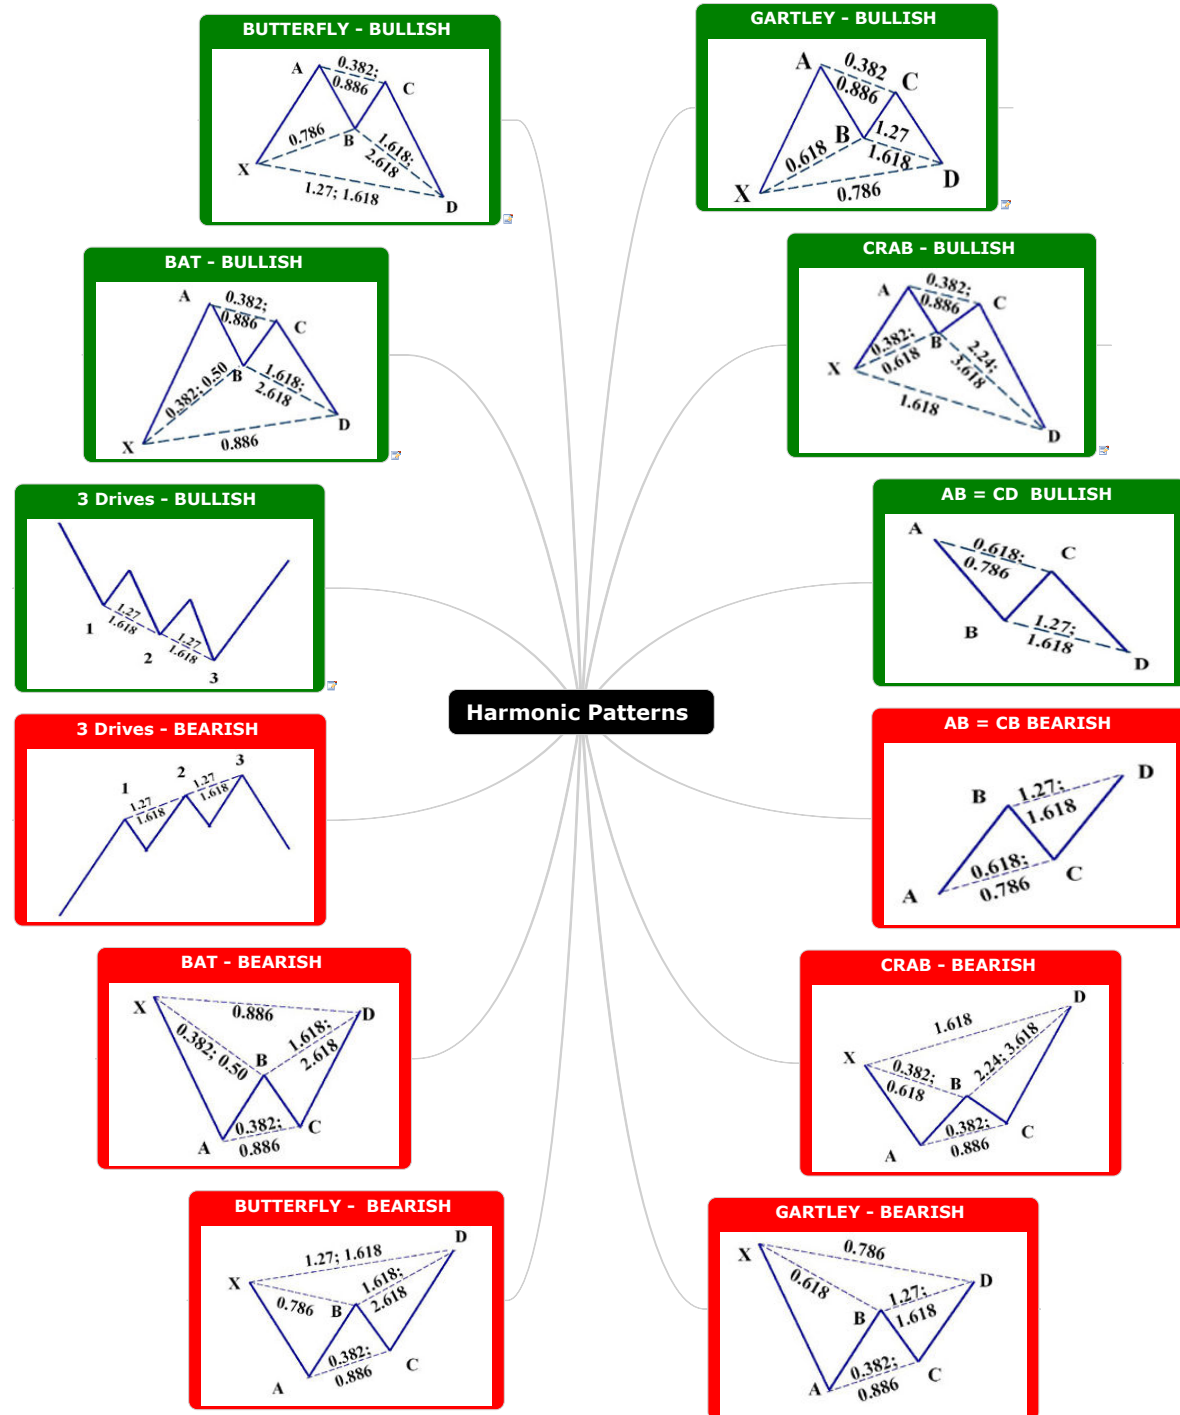 BUTTERFLY - BULLISH
A
0.382;
0.886
C
0.786
B
1.618;
2.618
X
1.27; 1.618
D
GARTLEY - BULLISH
A
0.382
0.886
C
B
1.27
1.618
0.618
X
0.786
D
BAT - BULLISH
A
0.382;
0.886
C
0.382; 0.50
B
1.618;
2.618
X
0.886
D
CRAB - BULLISH
A
0.382;
0.886
C
0.382;
0.618
B
2.24;
3.618
X
1.618
D
3 Drives - BULLISH
1.27
1.618
1
1.27
1.618
2
3
AB = CD  BULLISH
A
0.618;
0.786
C
B
1.27;
1.618
D
Harmonic Patterns
3 Drives - BEARISH
1
2
3
1.27
1.618
1.27
1.618
AB = CB BEARISH
B
1.27;
1.618
D
0.618;
0.786
A
C
BAT - BEARISH
X
0.886
D
0.382; 0.50
B
1.618;
2.618
A
0.382;
0.886
C
CRAB - BEARISH
D
1.618
X
0.382;
0.618
B
2.24; 3.618
A
0.382;
0.886
C
BUTTERFLY -  BEARISH
D
1.27; 1.618
X
0.786
B
1.618;
2.618
A
0.382;
0.886
C
GARTLEY - BEARISH
X
0.786
D
0.618
B
1.27;
1.618
A
0.382;
0.886
C